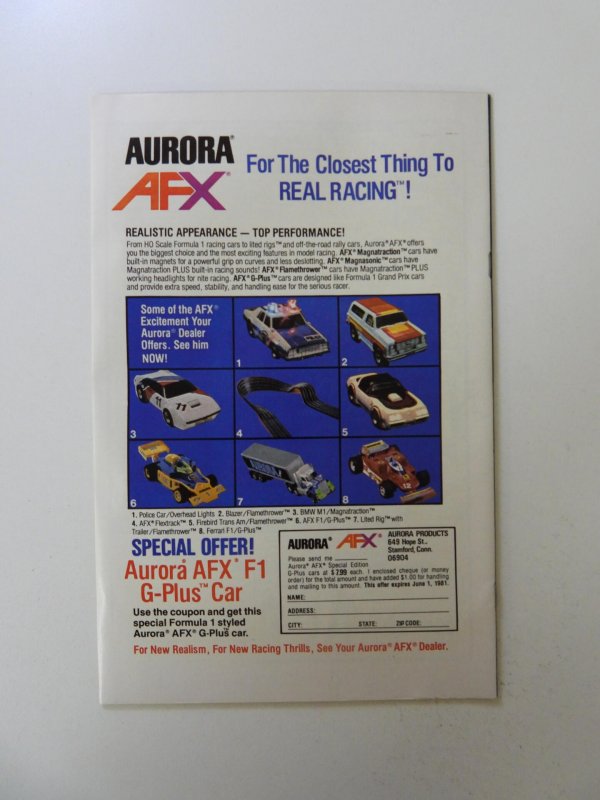 AURORA®
AFX®
For The Closest Thing To
REAL RACING™!
REALISTIC APPEARANCE — TOP PERFORMANCE!
From HO Scale Formula 1 racing cars to lited rigs™ and off-the-road rally cars, Aurora® AFX® offers
you the biggest choice and the most exciting features in model racing. AFX® Magnatraction™ cars have
built-in magnets for a powerful grip on curves and less deslotting. AFX® Magnasonic™ cars have
Magnatraction PLUS built-in racing sounds! AFX® Flamethrower™ cars have Magnatraction™ PLUS
working headlights for nite racing. AFX® G-Plus™ cars are designed like Formula 1 Grand Prix cars
and provide extra speed, stability, and handling ease for the serious racer.
Some of the AFX®
Excitement Your
Aurora® Dealer
Offers. See him
NOW!
1
2
3
11
4
5
6
7
AURORA
8
12
1. Police Car/Overhead Lights 2. Blazer/Flamethrower™ 3. BMW M1/Magnatraction™
4. AFX® Flextrack™ 5. Firebird Trans Am/Flamethrower™ 6. AFX F1/G-Plus™ 7. Lited Rig™ with
Trailer/Flamethrower™ 8. Ferrari F1/G-Plus™
SPECIAL OFFER!
Aurora AFX® F1
G-Plus™ Car
Use the coupon and get this
special Formula 1 styled
Aurora® AFX® G-Plus car.
AURORA® AFX®
AURORA PRODUCTS
649 Hope St.,
Stamford, Conn.
06904
Please send me
Aurora® AFX® Special Edition
G-Plus cars at $7.99 each. I enclosed cheque (or money
order) for the total amount and have added $1.00 for handling
and mailing to this amount. This offer expires June 1, 1981.
NAME:
ADDRESS:
CITY: STATE: ZIP CODE:
For New Realism, For New Racing Thrills, See Your Aurora® AFX® Dealer.